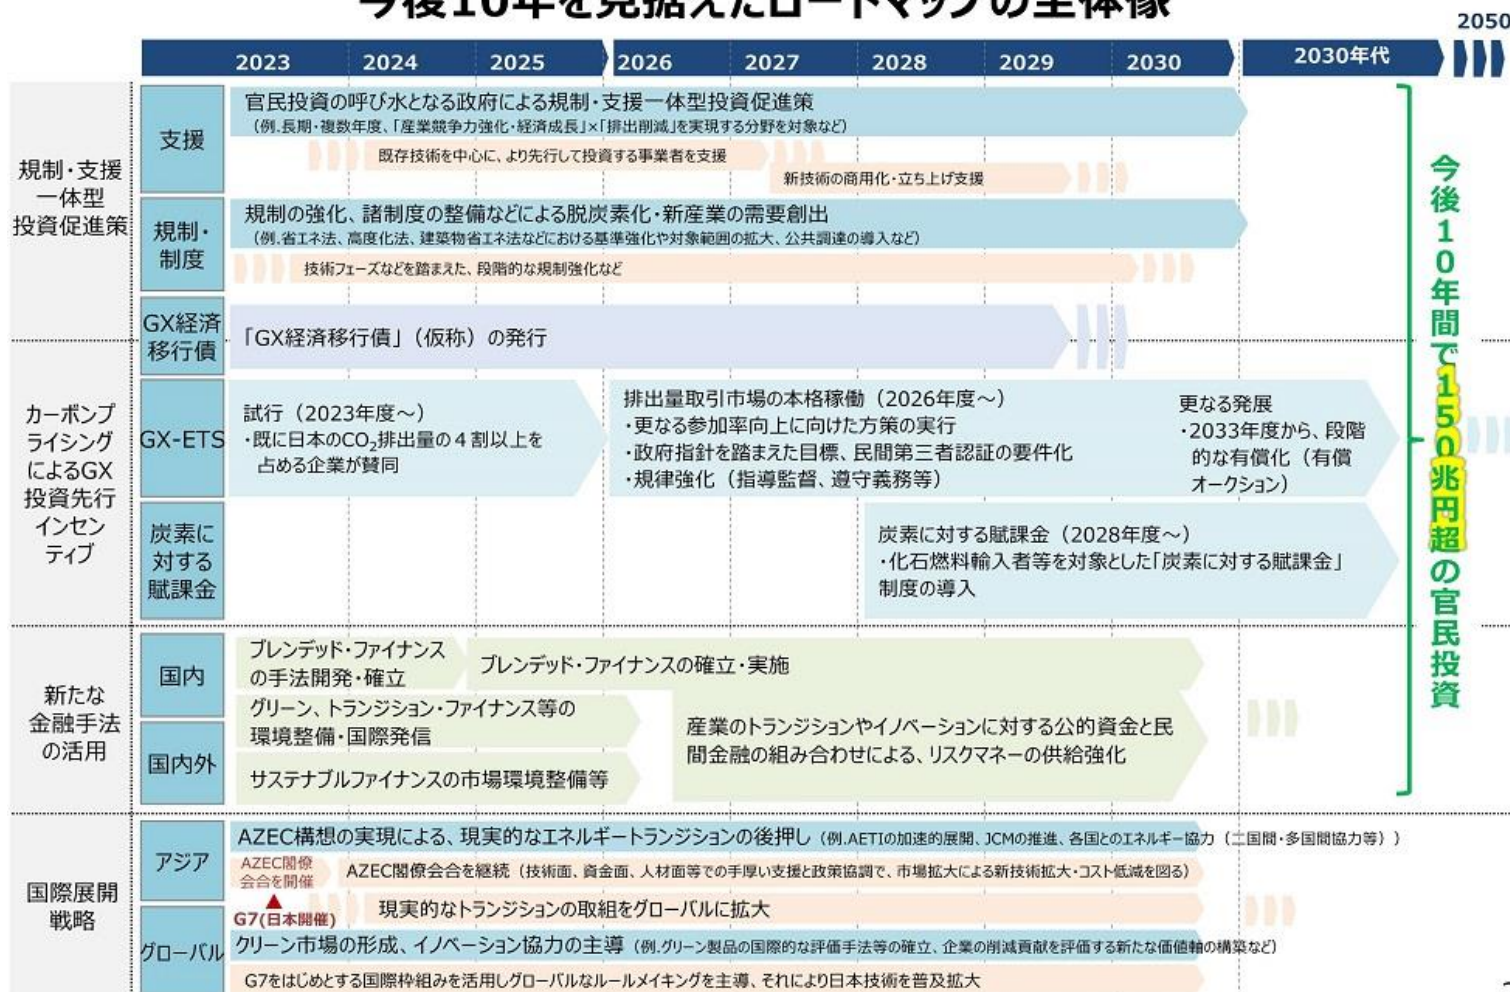 今後10年を見据えたロードマップの全体像
2050
2023 2024 2025 2026 2027 2028 2029 2030 2030年代
規制・支援
一体型
投資促進策
支援
官民投資の呼び水となる政府による規制・支援一体型投資促進策
（例.長期・複数年度、「産業競争力強化・経済成長」×「排出削減」を実現する分野を対象など）
既存技術を中心に、より先行して投資する事業者を支援
新技術の商用化・立ち上げ支援
規制・
制度
規制の強化、諸制度の整備などによる脱炭素化・新産業の需要創出
（例.省エネ法、高度化法、建築物省エネ法などにおける基準強化や対象範囲の拡大、公共調達の導入など）
技術フェーズなどを踏まえた、段階的な規制強化など
GX経済
移行債
「GX経済移行債」（仮称）の発行
カーボンプ
ライシング
によるGX
投資先行
インセン
ティブ
GX-ETS
試行（2023年度～）
・既に日本のCO₂排出量の４割以上を
占める企業が賛同
排出量取引市場の本格稼働（2026年度～）
・更なる参加率向上に向けた方策の実行
・政府指針を踏まえた目標、民間第三者認証の要件化
・規律強化（指導監督、遵守義務等）
更なる発展
・2033年度から、段階
的な有償化（有償
オークション）
炭素に
対する
賦課金
炭素に対する賦課金（2028年度～）
・化石燃料輸入者等を対象とした「炭素に対する賦課金」
制度の導入
新たな
金融手法
の活用
国内
ブレンデッド・ファイナンス
の手法開発・確立
ブレンデッド・ファイナンスの確立・実施
国内外
グリーン、トランジション・ファイナンス等の
環境整備・国際発信
サステナブルファイナンスの市場環境整備等
産業のトランジションやイノベーションに対する公的資金と民
間金融の組み合わせによる、リスクマネーの供給強化
国際展開
戦略
アジア
AZEC構想の実現による、現実的なエネルギートランジションの後押し（例.AETIの加速的展開、JCMの推進、各国とのエネルギー協力（二国間・多国間協力等））
AZEC閣僚
会合を開催
AZEC閣僚会合を継続（技術面、資金面、人材面等での手厚い支援と政策協調で、市場拡大による新技術拡大・コスト低減を図る）
G7(日本開催)
現実的なトランジションの取組をグローバルに拡大
グローバル
クリーン市場の形成、イノベーション協力の主導（例.グリーン製品の国際的な評価手法等の確立、企業の削減貢献を評価する新たな価値軸の構築など）
G7をはじめとする国際枠組みを活用しグローバルなルールメイキングを主導、それにより日本技術を普及拡大
今後10年間で150兆円超の官民投資